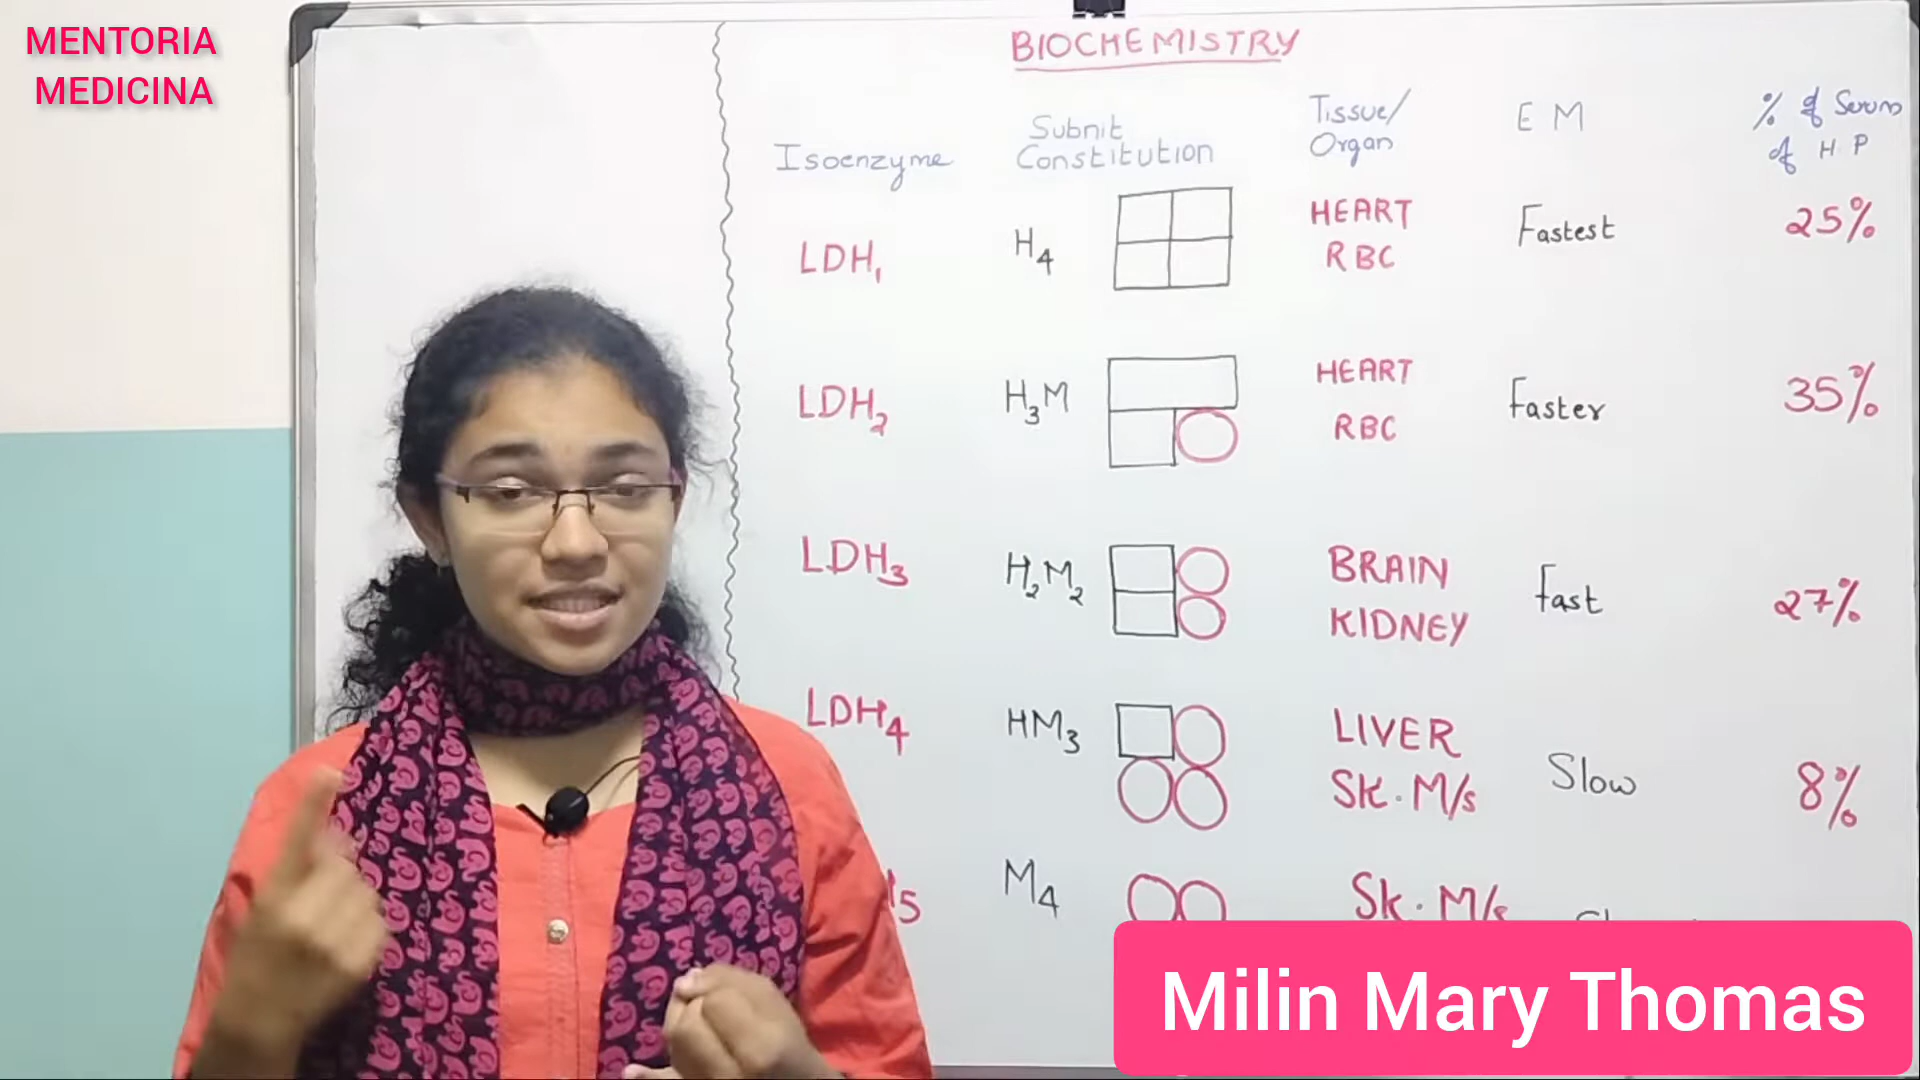 MENTORIA
MEDICINA
BIOCHEMISTRY
Isoenzyme
Subnit
Constitution
Tissue/
Organ
E M
% of Serum
of H P
LDH1
H4
HEART
RBC
Fastest
25%
LDH2
H3M
HEART
RBC
Faster
35%
LDH3
H2M2
BRAIN
KIDNEY
fast
27%
LDH4
HM3
LIVER
Sk. M/s
Slow
8%
5
M4
Sk. M/s
Milin Mary Thomas